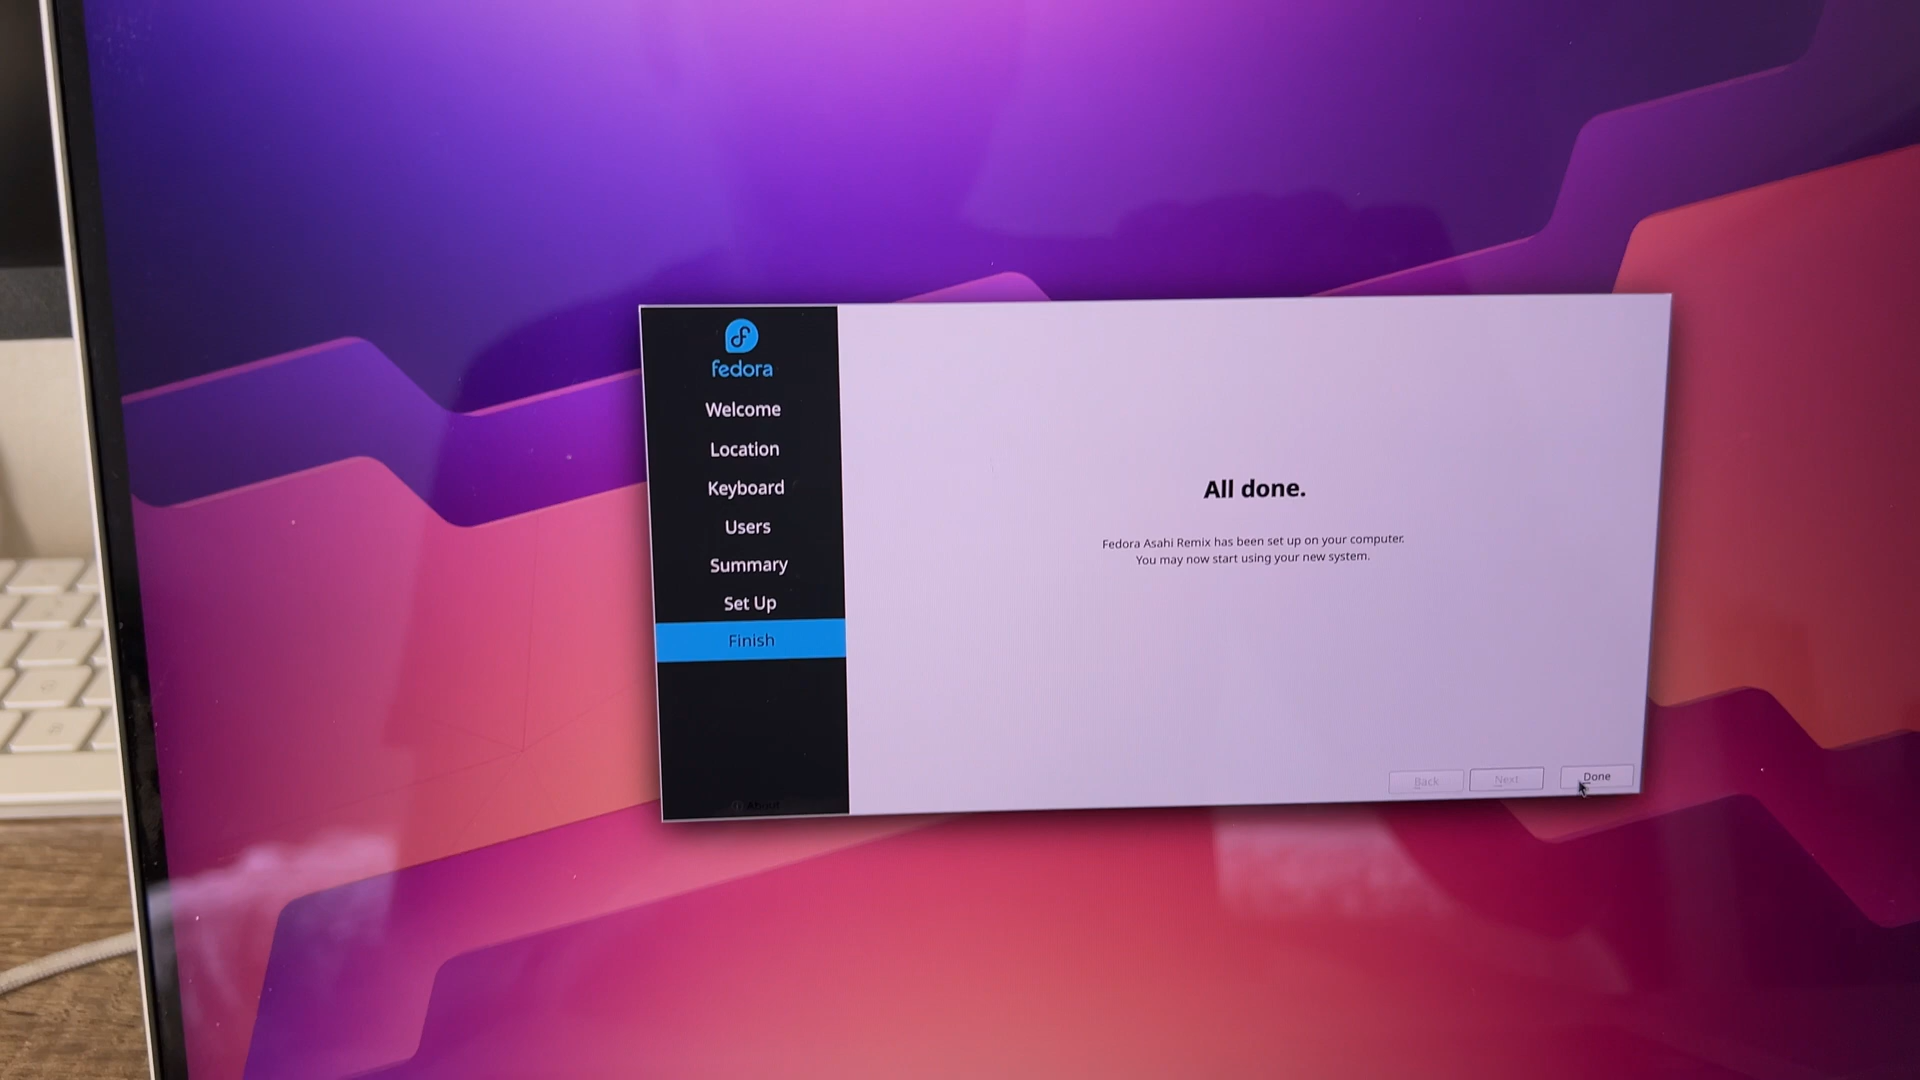 fedora
Welcome
Location
Keyboard
Users
Summary
Set Up
Finish
About
All done.
Fedora Asahi Remix has been set up on your computer.
You may now start using your new system.
Back
Next
Done